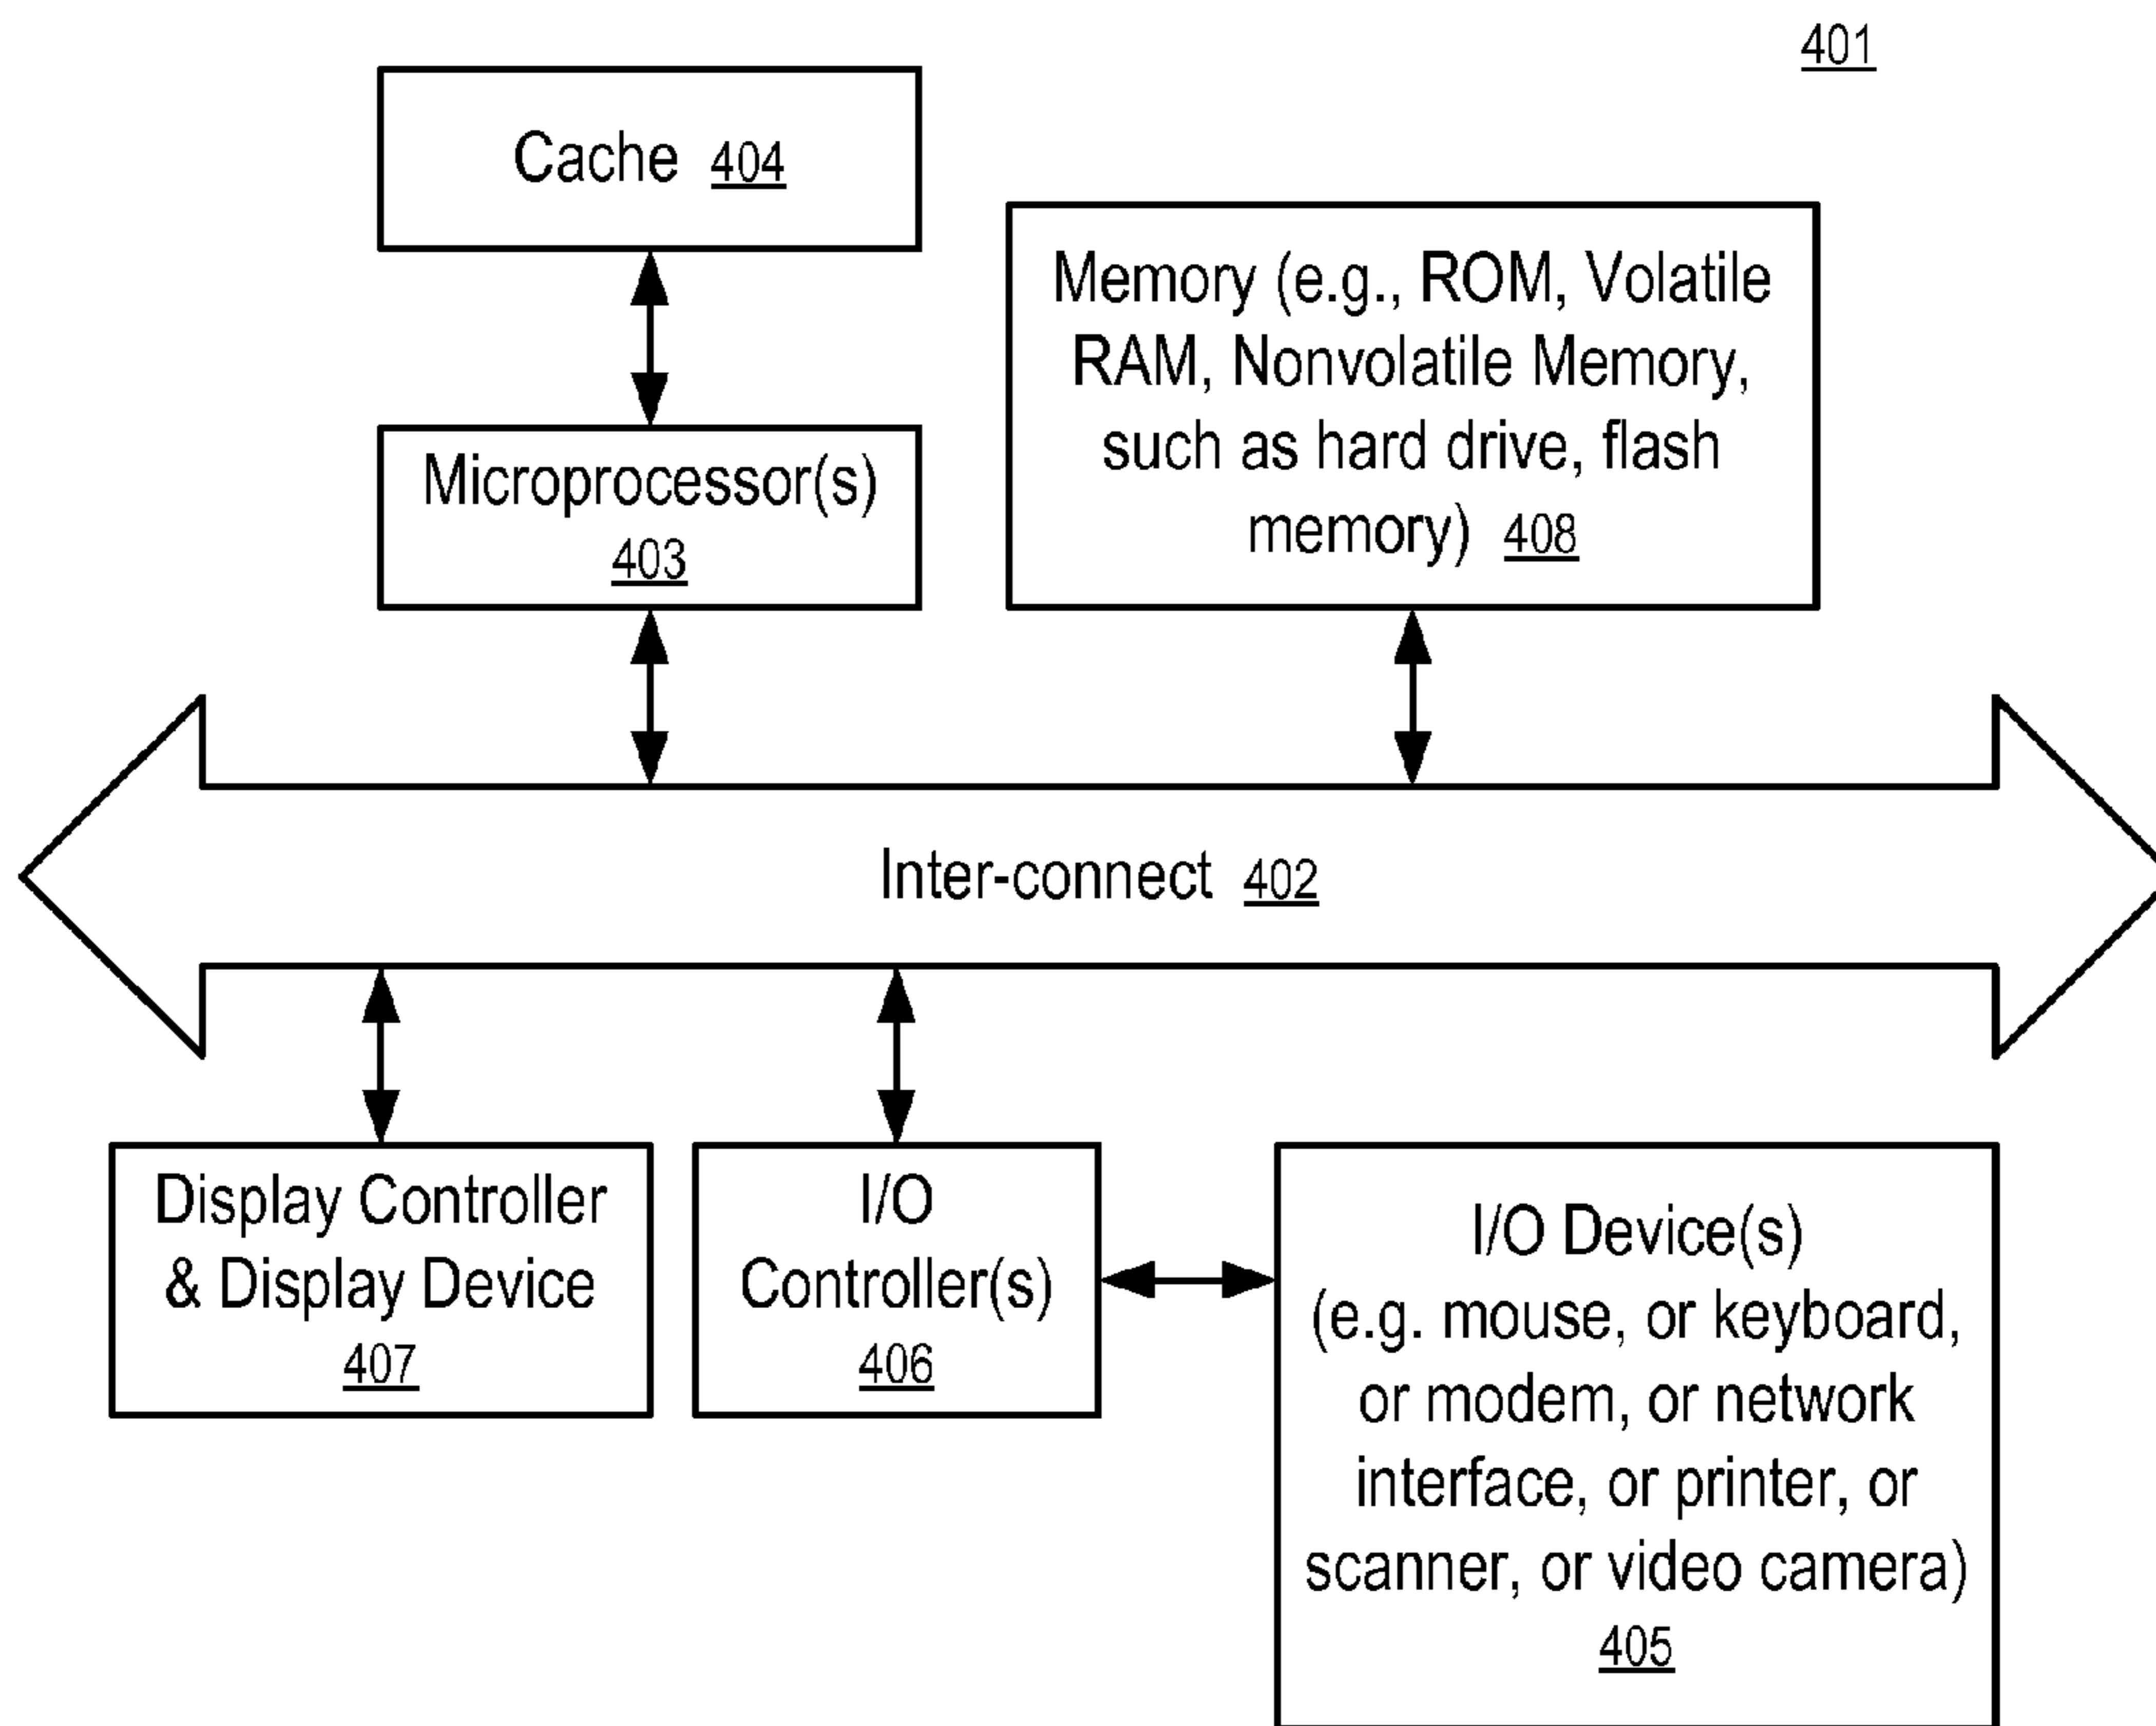 401
Cache 404
Memory (e.g., ROM, Volatile
RAM, Nonvolatile Memory,
such as hard drive, flash
memory) 408
Microprocessor(s)
403
Inter-connect 402
Display Controller
& Display Device
407
I/O
Controller(s)
406
I/O Device(s)
(e.g. mouse, or keyboard,
or modem, or network
interface, or printer, or
scanner, or video camera)
405